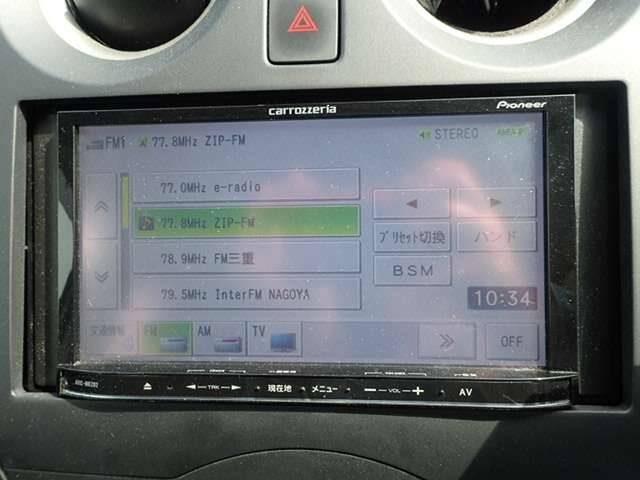 carrozzeria
Pioneer
FM1 77.8MHz ZIP-FM
STEREO
77.0MHz e-radio
77.8MHz ZIP-FM
78.9MHz FM三重
79.5MHz InterFM NAGOYA
プリセット切換 バンド
BSM
10:34
交通情報 FM AM TV
OFF
TRK 現在地 メニュー VOL AV